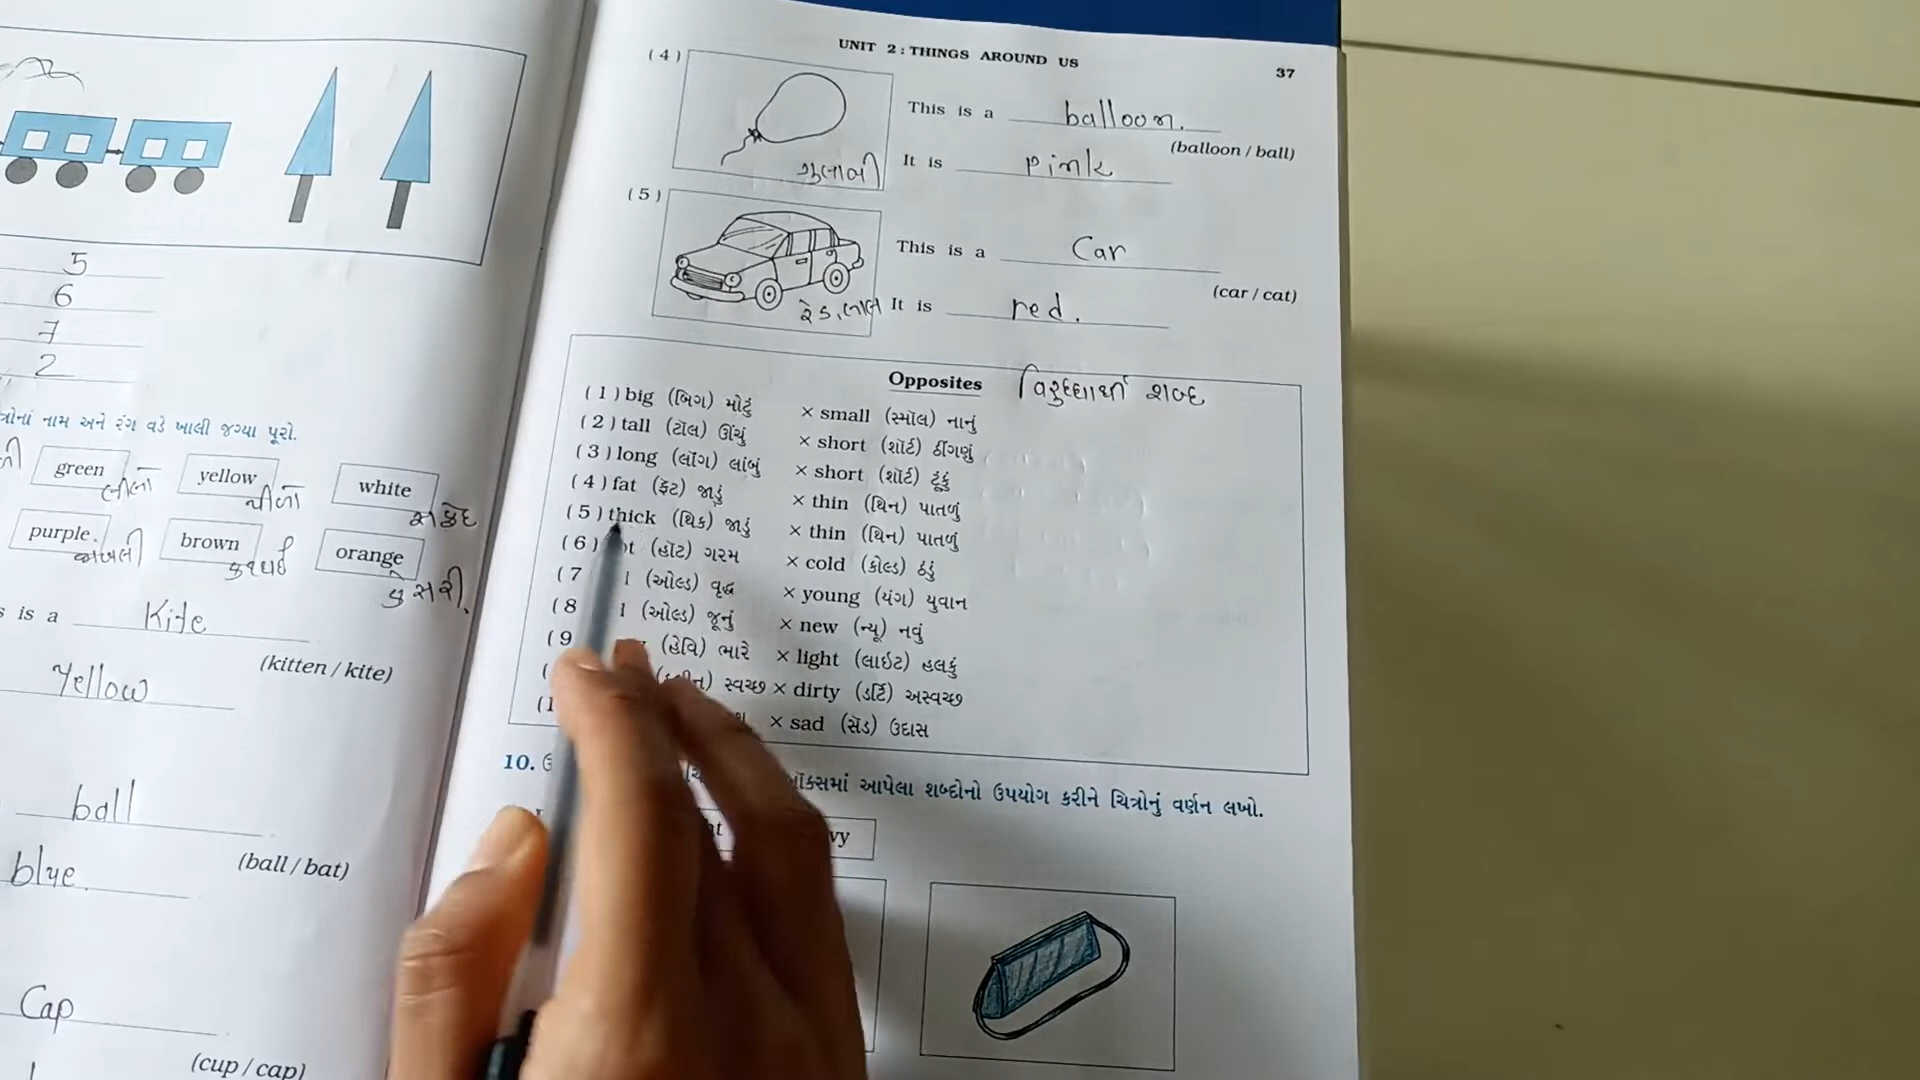 5
6
7
2
ત્રોનાં નામ અને રંગ વડે ખાલી જગ્યા પૂરો.
green yellow white
લીલો પીળો સફેદ
purple. brown orange
જાંબલી કથ્થઈ કેસરી.
s is a Kite
(kitten / kite)
Yellow
ball
(ball / bat)
blue.
Cap
(cup / cap)
UNIT 2 : THINGS AROUND US 37
( 4 ) This is a balloon.
(balloon / ball)
ગુલાબી It is pink
( 5 ) This is a Car
(car / cat)
રેડ, લાલ It is red.
Opposites વિરુદ્ધાર્થી શબ્દ
( 1 ) big (બિગ) મોટું × small (સ્મૉલ) નાનું
( 2 ) tall (ટૉલ) ઊંચું × short (શૉર્ટ) ઠીંગણું
( 3 ) long (લૉંગ) લાંબું × short (શૉર્ટ) ટૂંકું
( 4 ) fat (ફૅટ) જાડું × thin (થિન) પાતળું
( 5 ) thick (થિક) જાડું × thin (થિન) પાતળું
( 6 ) (હૉટ) ગરમ × cold (કોલ્ડ) ઠંડું
( 7 (ઓલ્ડ) વૃદ્ધ × young (યંગ) યુવાન
( 8 (ઓલ્ડ) જૂનું × new (ન્યૂ) નવું
( 9 (હેવિ) ભારે × light (લાઇટ) હલકું
સ્વચ્છ × dirty (ડર્ટિ) અસ્વચ્છ
× sad (સૅડ) ઉદાસ
10. આપેલા શબ્દોનો ઉપયોગ કરીને ચિત્રોનું વર્ણન લખો.